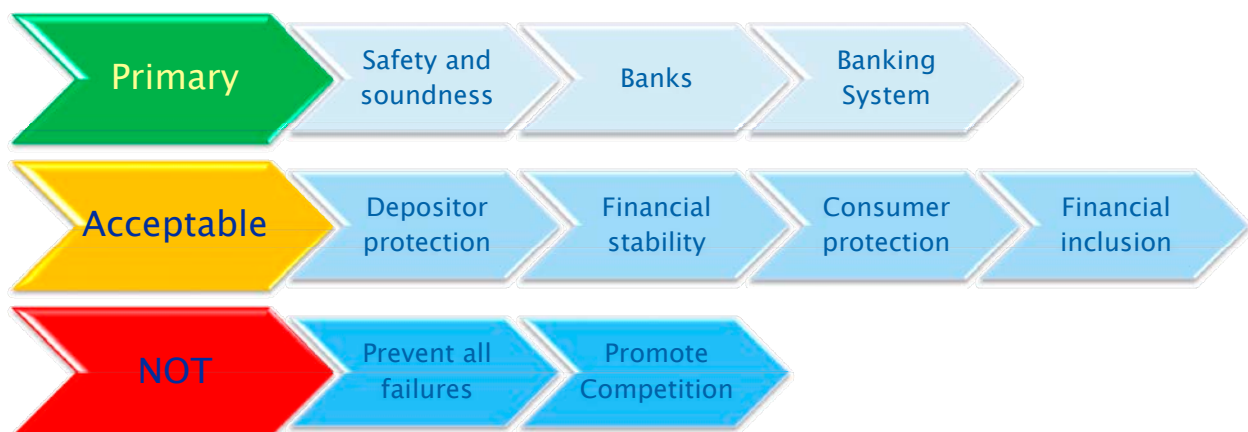 Primary
Safety and
soundness
Banks
Banking
System
Acceptable
Depositor
protection
Financial
stability
Consumer
protection
Financial
inclusion
NOT
Prevent all
failures
Promote
Competition